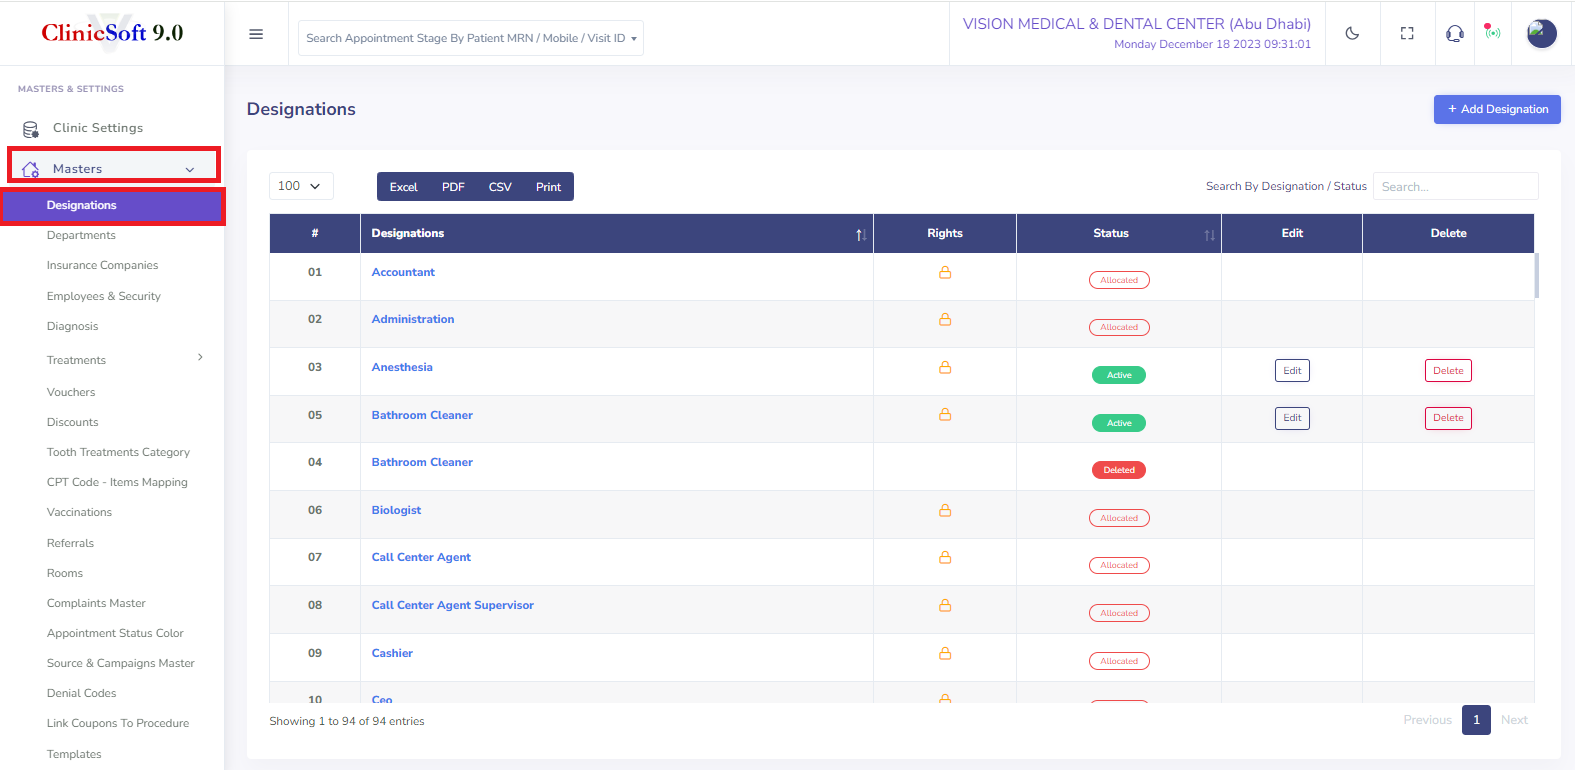 ClinicSoft 9.0
Search Appointment Stage By Patient MRN / Mobile / Visit ID
VISION MEDICAL & DENTAL CENTER (Abu Dhabi)
Monday December 18 2023 09:31:01
MASTERS & SETTINGS
Clinic Settings
Masters
Designations
Departments
Insurance Companies
Employees & Security
Diagnosis
Treatments
Vouchers
Discounts
Tooth Treatments Category
CPT Code - Items Mapping
Vaccinations
Referrals
Rooms
Complaints Master
Appointment Status Color
Source & Campaigns Master
Denial Codes
Link Coupons To Procedure
Templates
Designations
+ Add Designation
100
Excel PDF CSV Print
Search By Designation / Status Search...
# Designations Rights Status Edit Delete
01 Accountant Allocated
02 Administration Allocated
03 Anesthesia Active Edit Delete
05 Bathroom Cleaner Active Edit Delete
04 Bathroom Cleaner Deleted
06 Biologist Allocated
07 Call Center Agent Allocated
08 Call Center Agent Supervisor Allocated
09 Cashier Allocated
10 Ceo
Showing 1 to 94 of 94 entries
Previous 1 Next